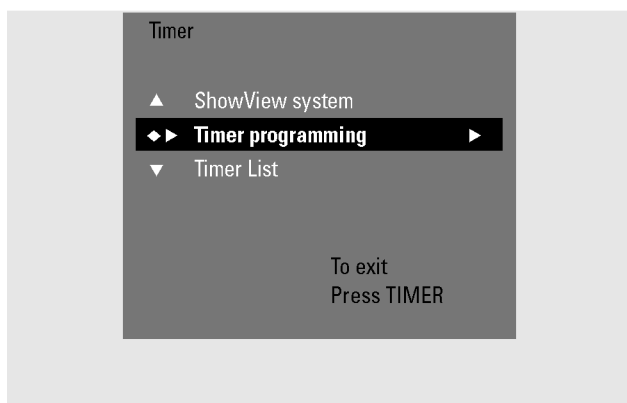 Timer
ShowView system
Timer programming
Timer List
To exit
Press TIMER